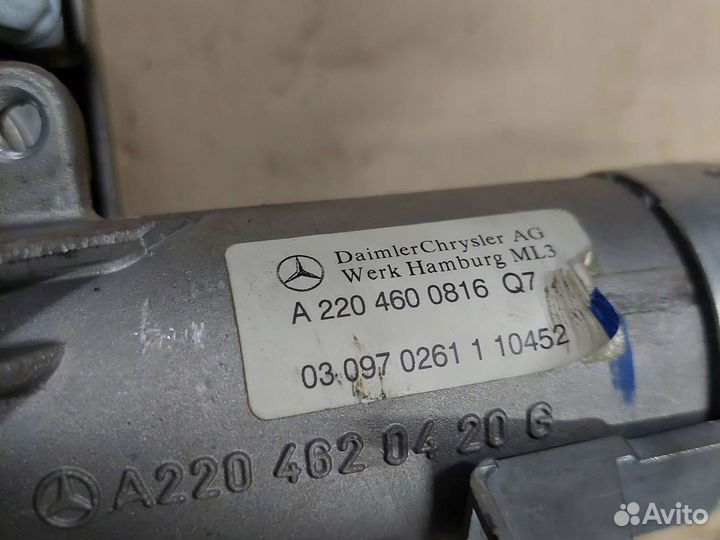 DaimlerChrysler AG
Werk Hamburg ML3
A 220 460 0816 Q7
03 097 0261 1 10452
A220 462 04 20 G
Avito